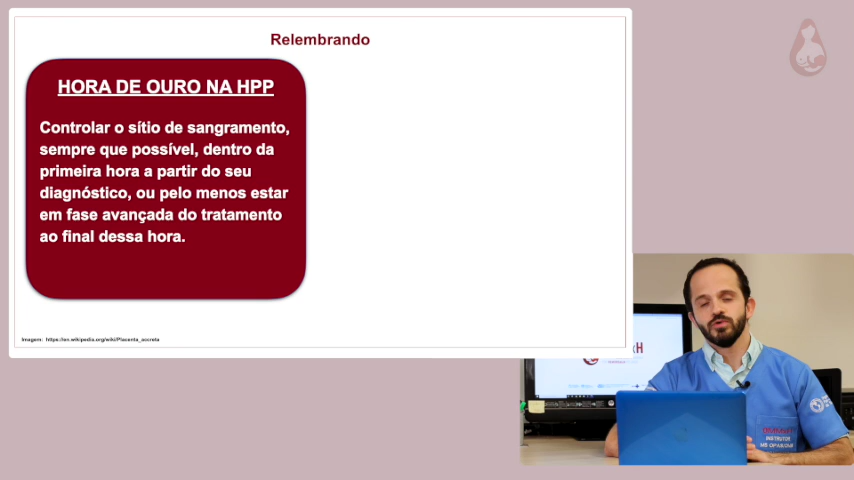 Relembrando
HORA DE OURO NA HPP
Controlar o sítio de sangramento,
sempre que possível, dentro da
primeira hora a partir do seu
diagnóstico, ou pelo menos estar
em fase avançada do tratamento
ao final dessa hora.
Imagem: https://en.wikipedia.org/wiki/Placenta_accreta
INSTRUTOR